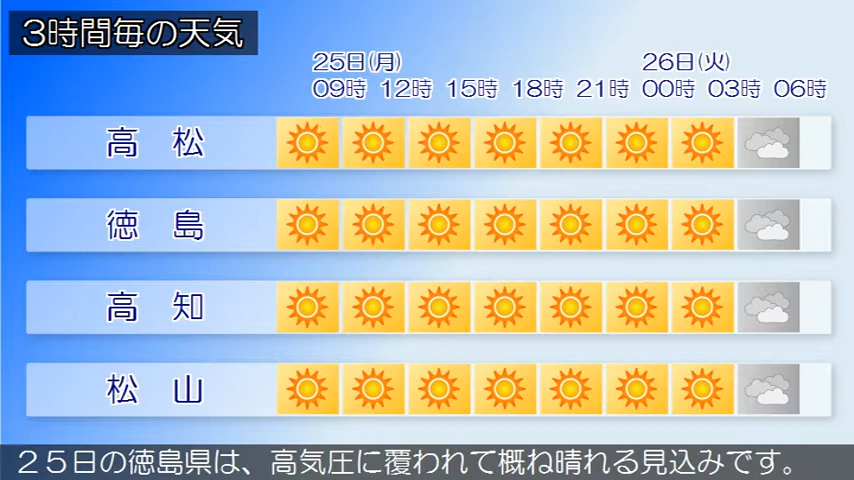 3時間毎の天気
25日(月) 26日(火)
09時 12時 15時 18時 21時 00時 03時 06時
高 松
徳 島
高 知
松 山
25日の徳島県は、高気圧に覆われて概ね晴れる見込みです。